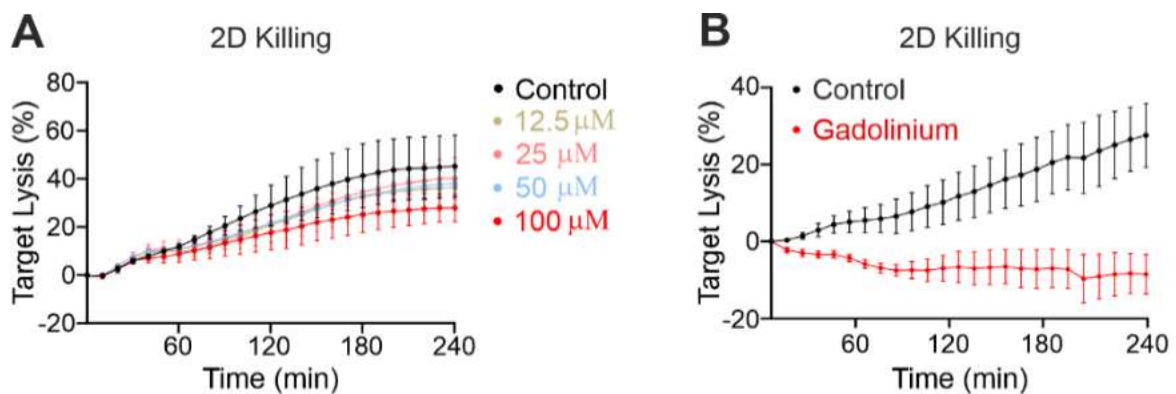 A
2D Killing
80
60
40
20
0
-20
Target Lysis (%)
60
120
180
240
Time (min)
Control
12.5 μM
25 μM
50 μM
100 μM
B
2D Killing
40
20
0
-20
Target Lysis (%)
60
120
180
240
Time (min)
Control
Gadolinium